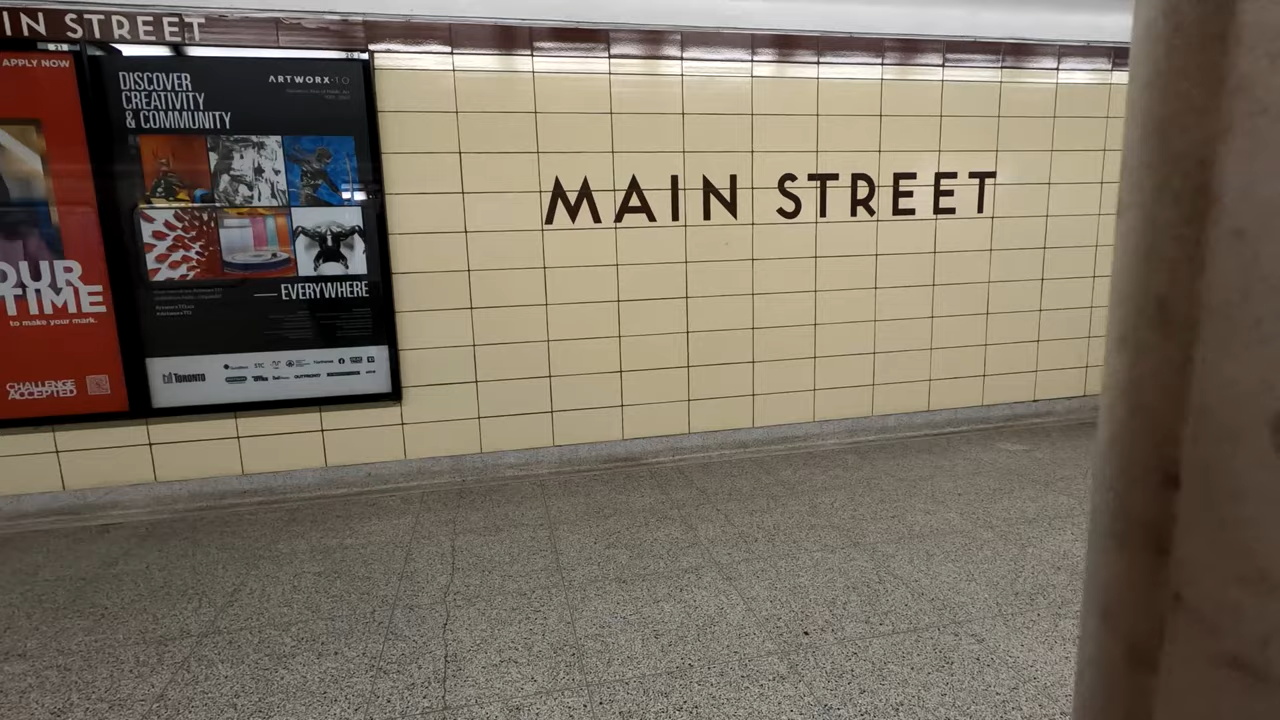 IN STREET
21
APPLY NOW
OUR
TIME
to make your mark.
CHALLENGE
ACCEPTED
DISCOVER
CREATIVITY
& COMMUNITY
ARTWORX·TO
EVERYWHERE
TORONTO
MAIN STREET